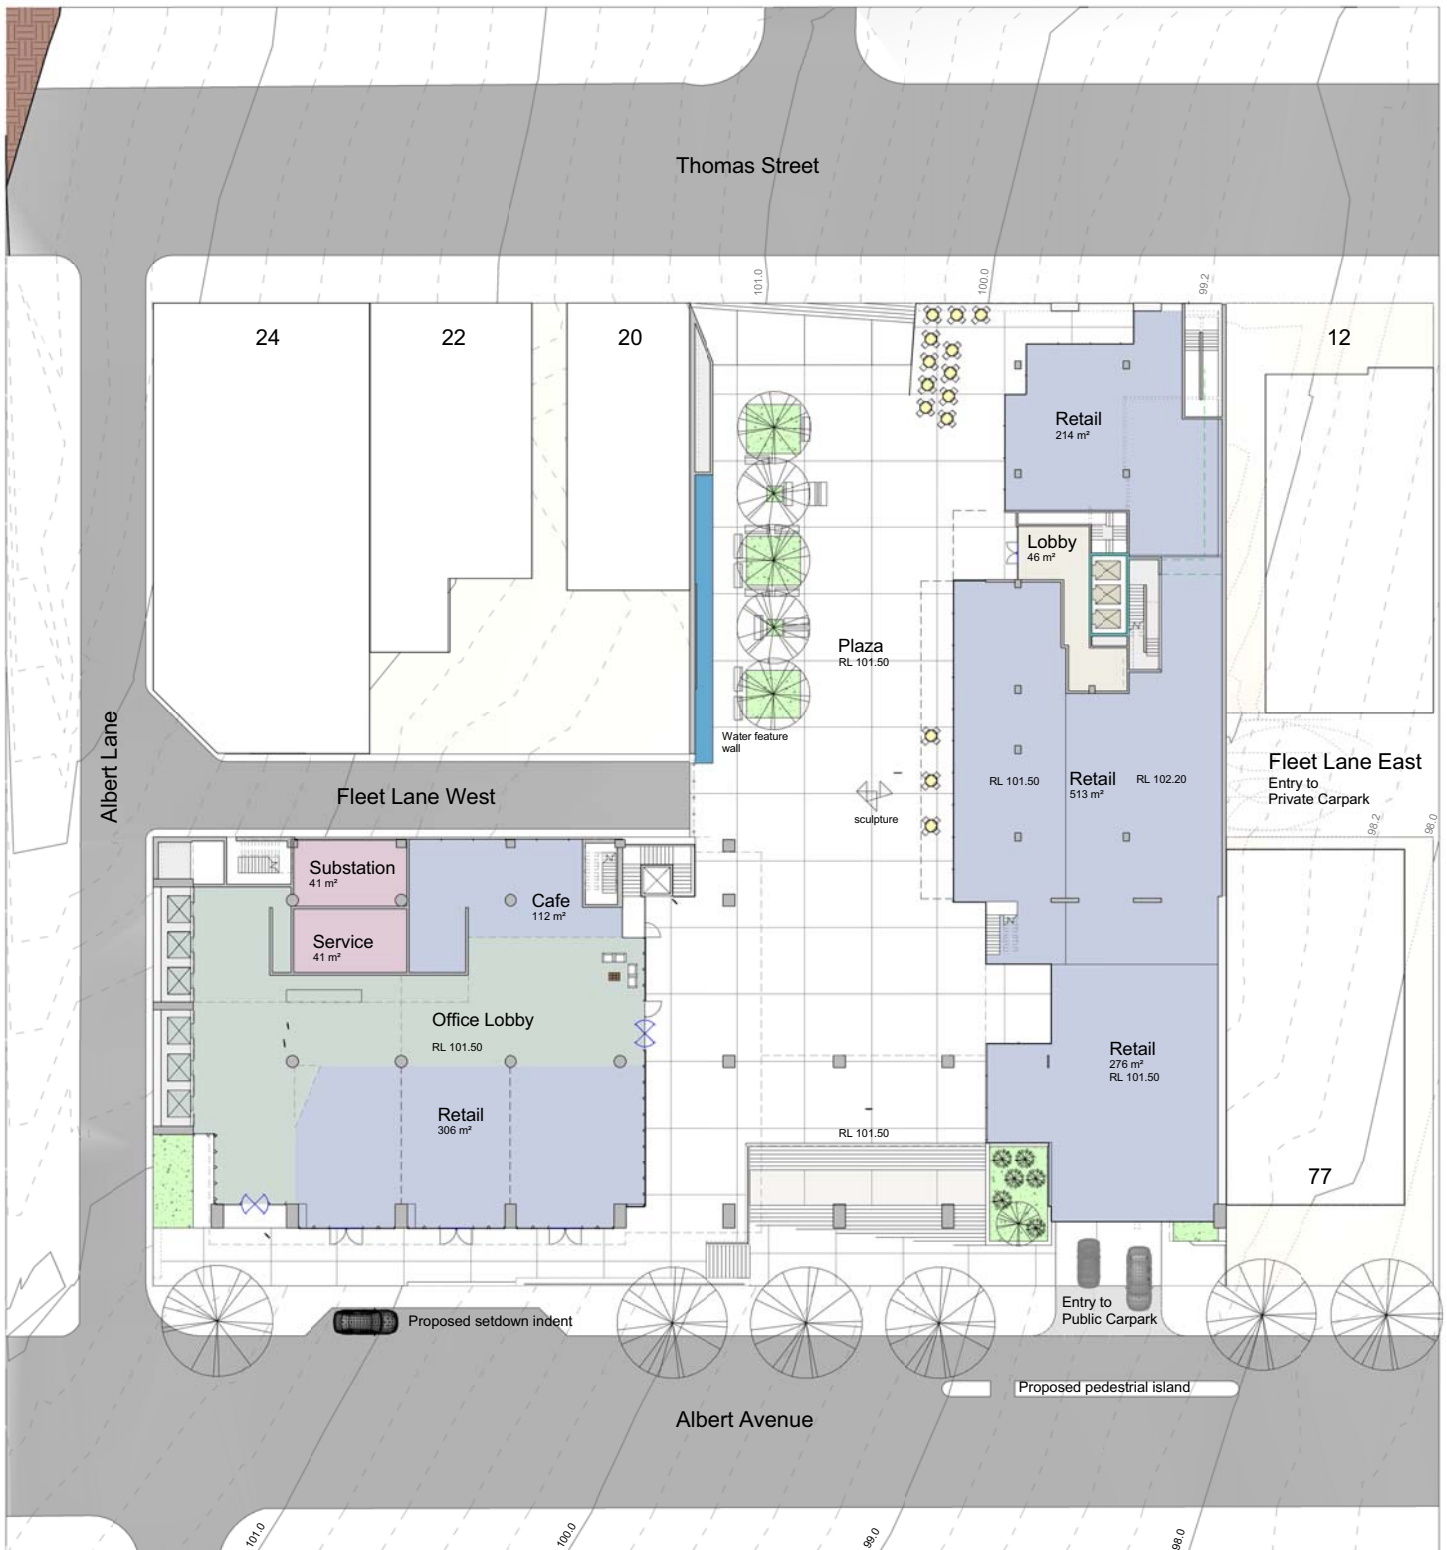 Thomas Street
101.0
100.0
99.2
24
22
20
12
Retail
214 m²
Lobby
46 m²
Plaza
RL 101.50
Water feature
wall
Albert Lane
Fleet Lane West
sculpture
RL 101.50
Retail
513 m²
RL 102.20
Fleet Lane East
Entry to
Private Carpark
98.2
98.0
Substation
41 m²
Cafe
112 m²
Service
41 m²
Office Lobby
RL 101.50
Retail
276 m²
RL 101.50
Retail
306 m²
RL 101.50
77
Proposed setdown indent
Entry to
Public Carpark
Proposed pedestrial island
Albert Avenue
101.0
100.0
99.0
98.0